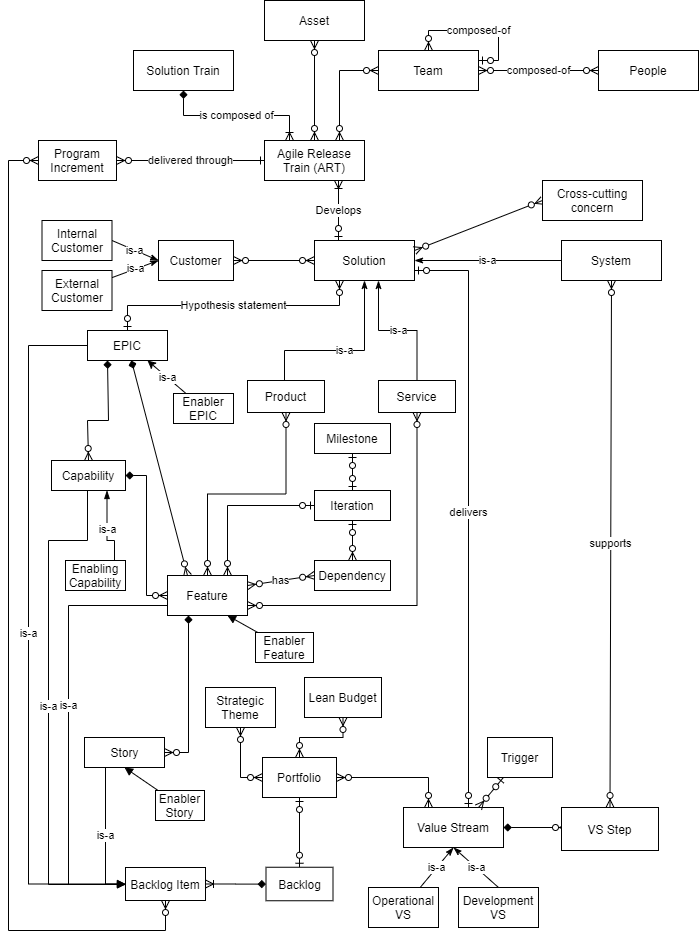 Asset
composed-of
Solution Train
Team
composed-of
People
is composed of
Program
Increment
delivered through
Agile Release
Train (ART)
Develops
Cross-cutting
concern
Internal
Customer
is-a
External
Customer
is-a
Customer
Solution
is-a
System
Hypothesis statement
EPIC
is-a
is-a
is-a
Enabler
EPIC
Product
Service
Milestone
Capability
Iteration
delivers
is-a
supports
Enabling
Capability
Feature
has
Dependency
is-a
Enabler
Feature
is-a
is-a
Strategic
Theme
Lean Budget
Story
Portfolio
Trigger
Enabler
Story
is-a
Value Stream
VS Step
is-a
is-a
Backlog Item
Backlog
Operational
VS
Development
VS